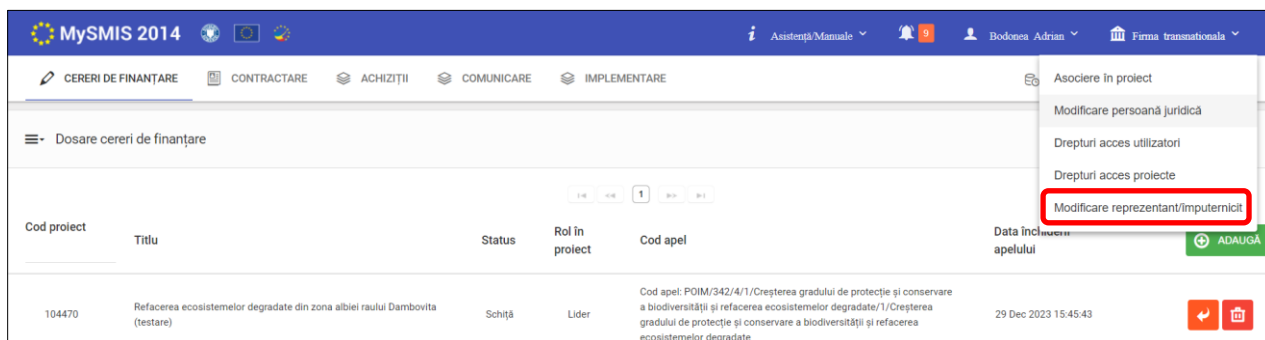 MySMIS 2014
i Asistență/Manuale
9
Bodonea Adrian
Firma transnationala
CERERI DE FINANȚARE
CONTRACTARE
ACHIZIȚII
COMUNICARE
IMPLEMENTARE
Asociere în proiect
Modificare persoană juridică
Drepturi acces utilizatori
Drepturi acces proiecte
Modificare reprezentant/împuternicit
Dosare cereri de finanțare
1
Cod proiect
Titlu
Status
Rol în
proiect
Cod apel
Data închiderii
apelului
ADAUGĂ
104470
Refacerea ecosistemelor degradate din zona albiei raului Dambovita
(testare)
Schiță
Lider
Cod apel: POIM/342/4/1/Creșterea gradului de protecție și conservare
a biodiversității și refacerea ecosistemelor degradate/1/Creșterea
gradului de protecție și conservare a biodiversității și refacerea
ecosistemelor degradate
29 Dec 2023 15:45:43